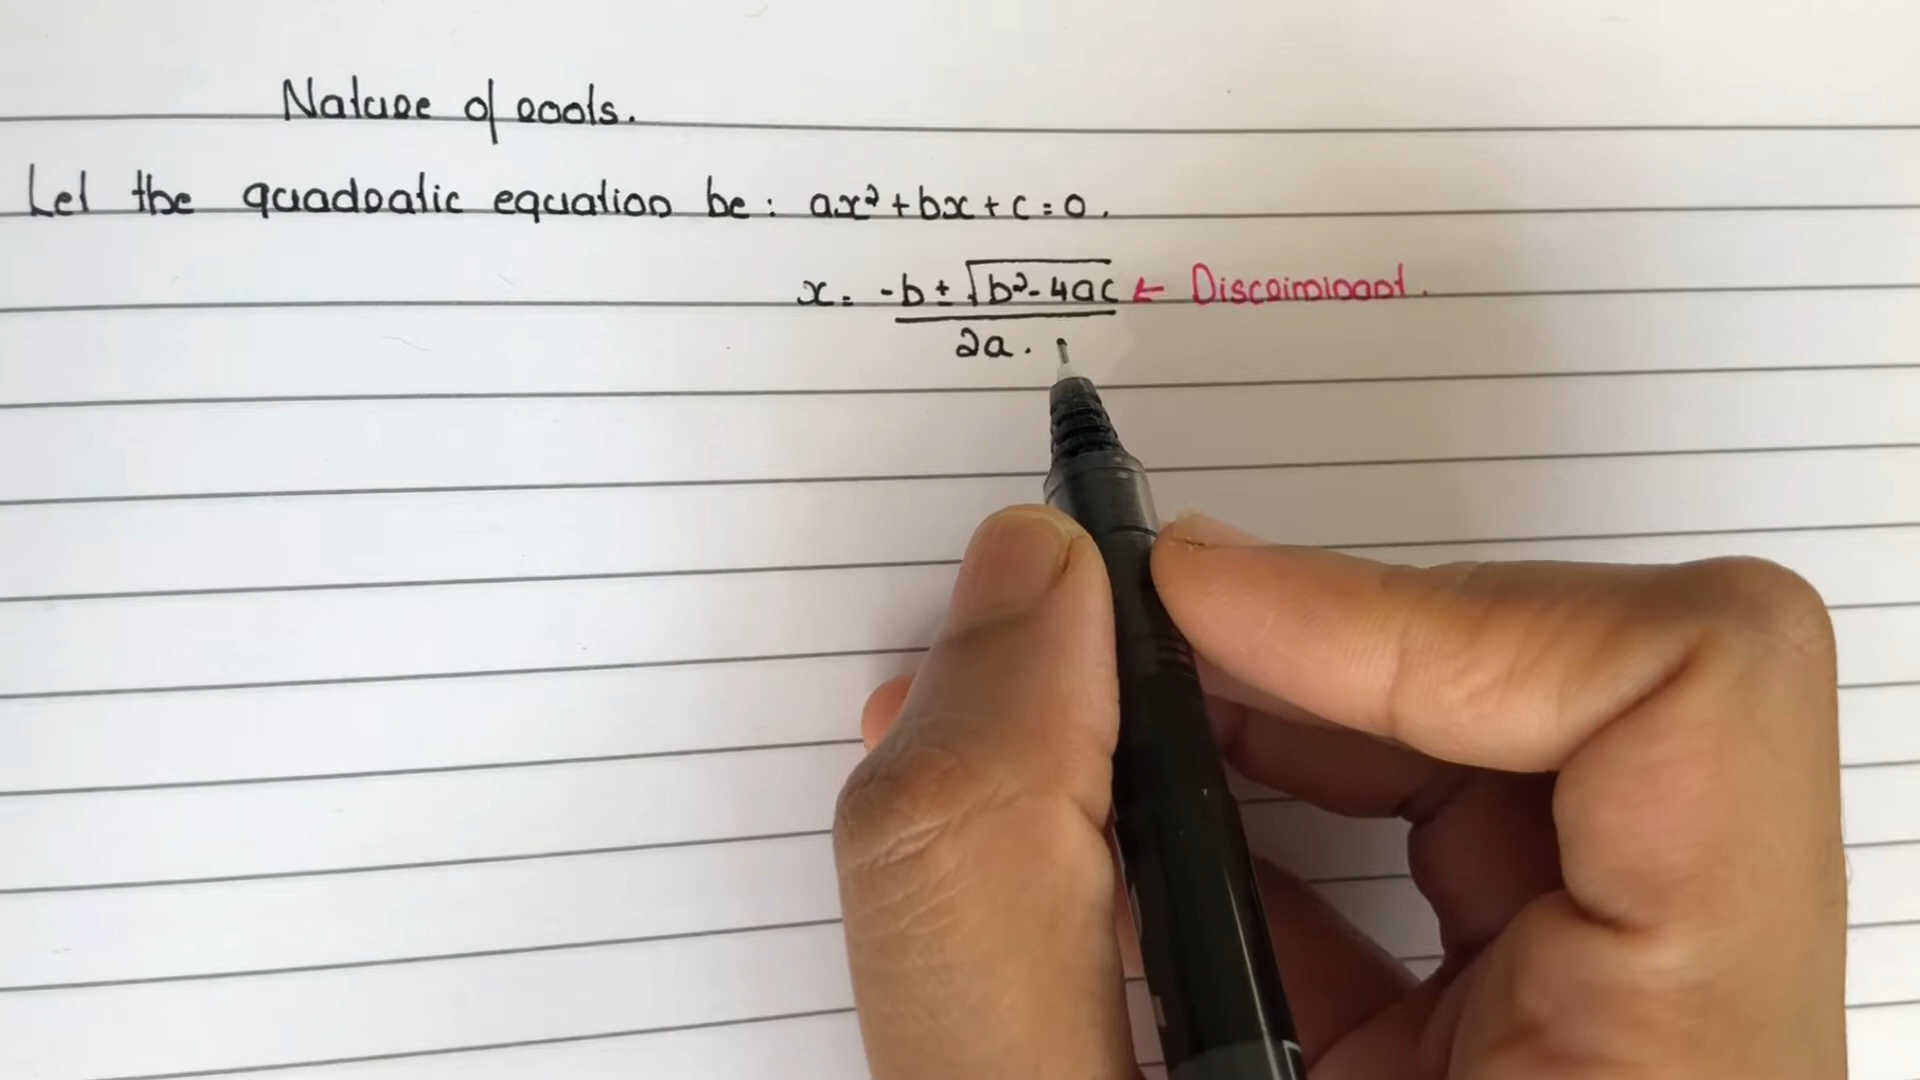 Nature of roots.
Let the quadratic equation be: ax² + bx + c = 0.
x = -b ± √b² - 4ac ← Discriminant.
2a.